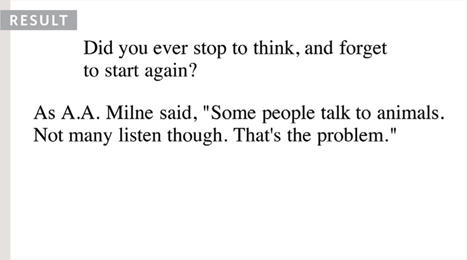 RESULT
Did you ever stop to think, and forget
to start again?
As A.A. Milne said, "Some people talk to animals.
Not many listen though. That's the problem."